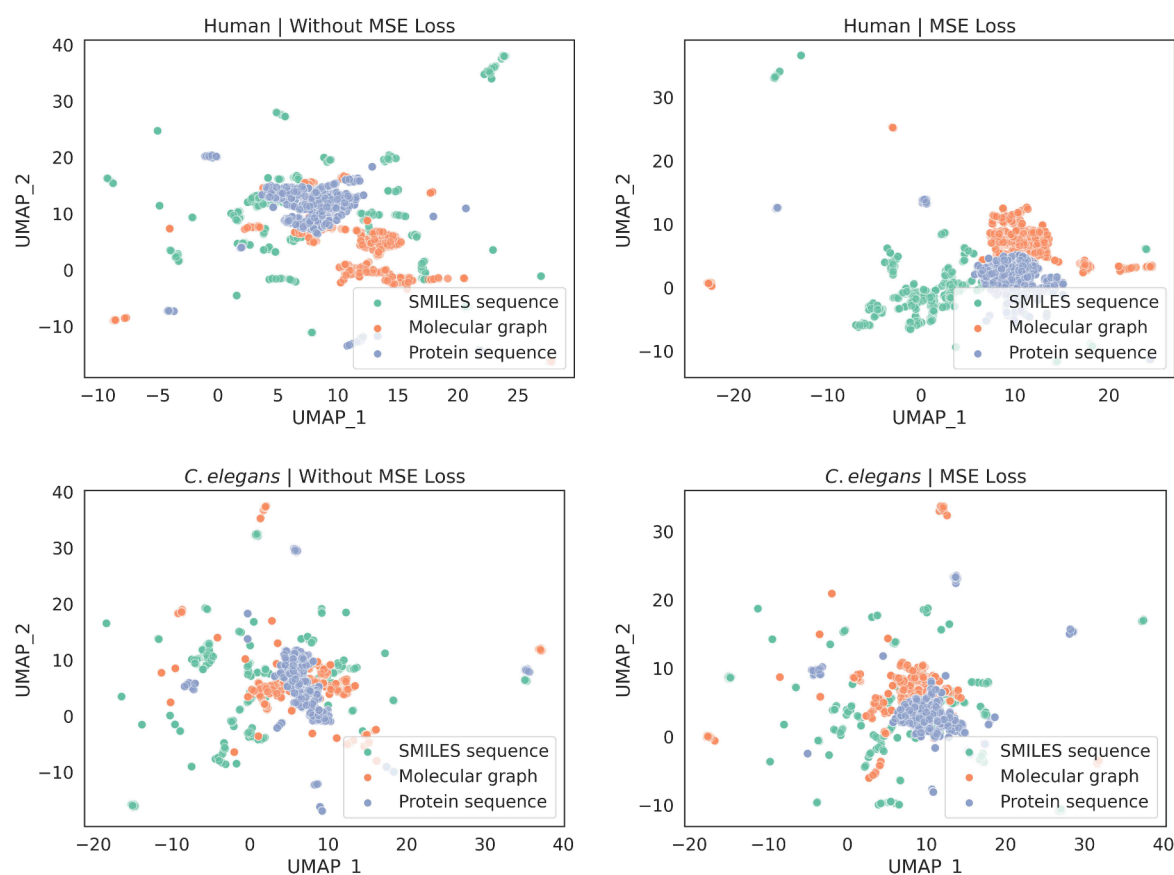 Human | Without MSE Loss
40
30
20
10
0
−10
UMAP_2
−10 −5 0 5 10 15 20 25
UMAP_1
SMILES sequence
Molecular graph
Protein sequence
Human | MSE Loss
30
20
10
0
−10
UMAP_2
−20 −10 0 10 20
UMAP_1
SMILES sequence
Molecular graph
Protein sequence
C. elegans | Without MSE Loss
40
30
20
10
0
−10
UMAP_2
−20 −10 0 10 20 30 40
UMAP_1
SMILES sequence
Molecular graph
Protein sequence
C. elegans | MSE Loss
30
20
10
0
−10
UMAP_2
−20 −10 0 10 20 30 40
UMAP_1
SMILES sequence
Molecular graph
Protein sequence